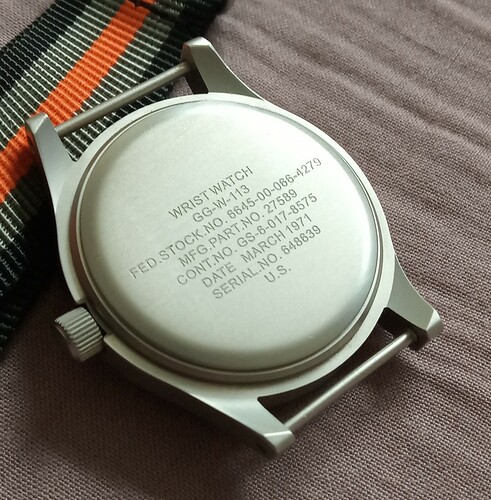 WRIST WATCH
GG-W-113
FED.STOCK.NO. 6645-00-066-4279
MFG.PART.NO. 27589
CONT.NO. GS-6-017-8575
DATE MARCH 1971
SERIAL.NO. 648639
U.S.